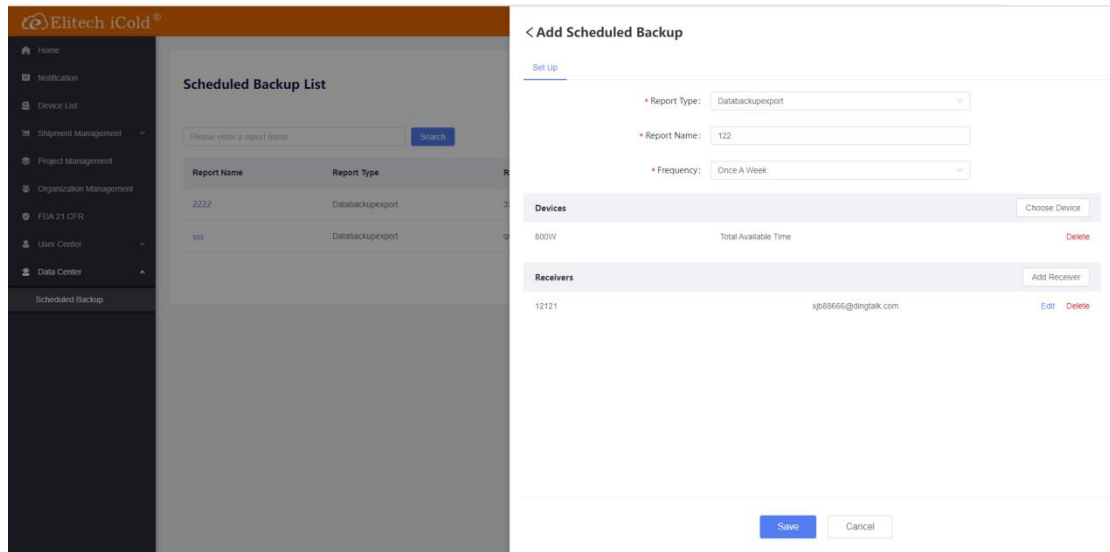 Elitech iCold®
Home
Notification
Device List
Shipment Management
Project Management
Organization Management
FDA 21 CFR
User Center
Data Center
Scheduled Backup
Scheduled Backup List
Please enter a report name
Search
Report Name Report Type R
2222 Databackupexport
sss Databackupexport
< Add Scheduled Backup
Set Up
* Report Type: Databackupexport
* Report Name: 122
* Frequency: Once A Week
Devices Choose Device
800W Total Available Time Delete
Receivers Add Receiver
12121 xjb88666@dingtalk.com Edit Delete
Save Cancel